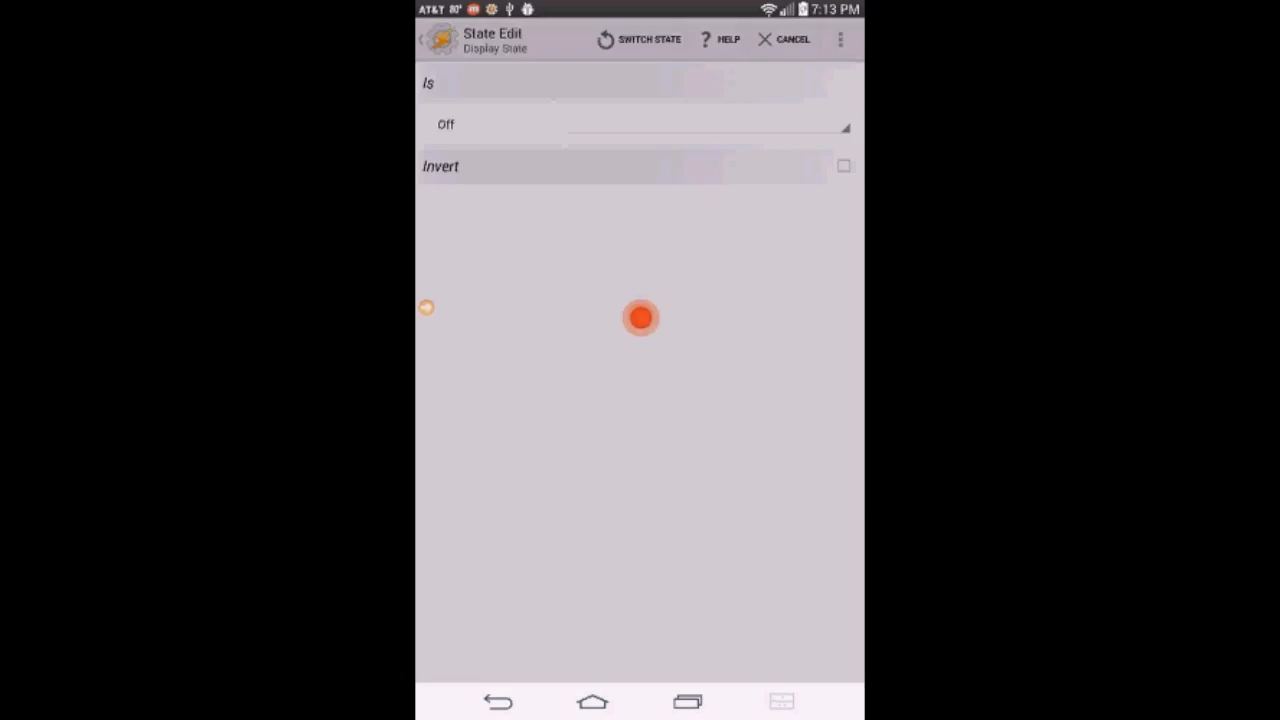 AT&T 80° 7:13 PM
State Edit
Display State
SWITCH STATE ? HELP CANCEL
Is
Off
Invert